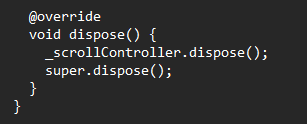 @override
void dispose() {
_scrollController.dispose();
super.dispose();
}
}